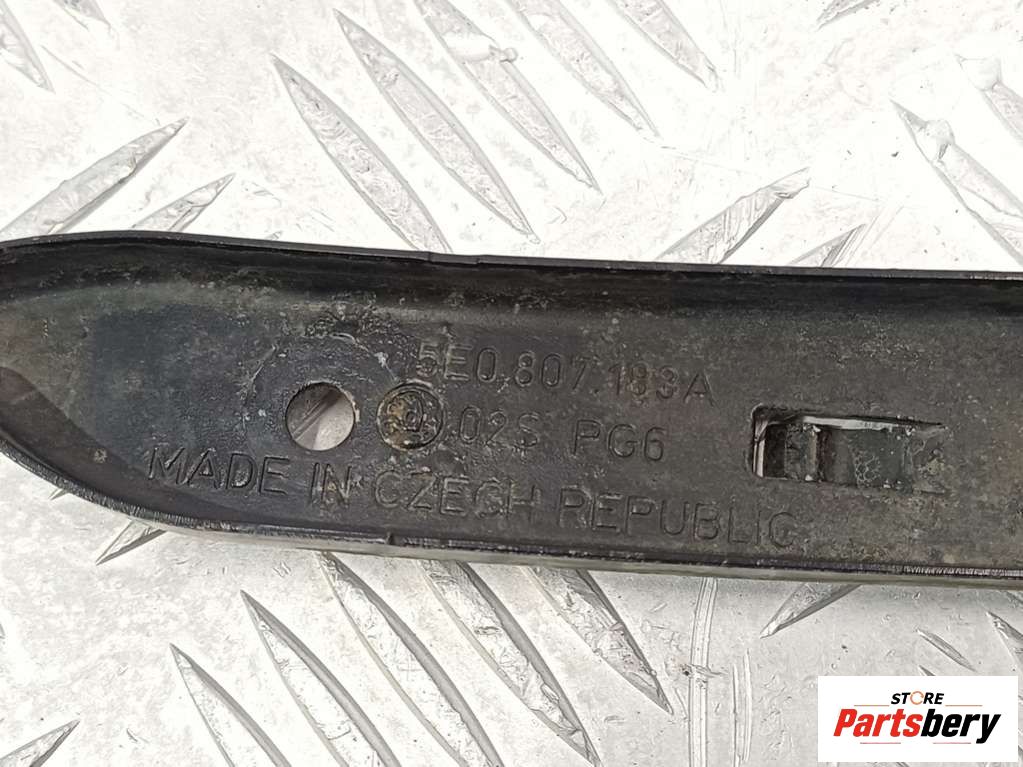 5E0.807.183A
.02S PG6
MADE IN CZECH REPUBLIC
STORE
Partsbery